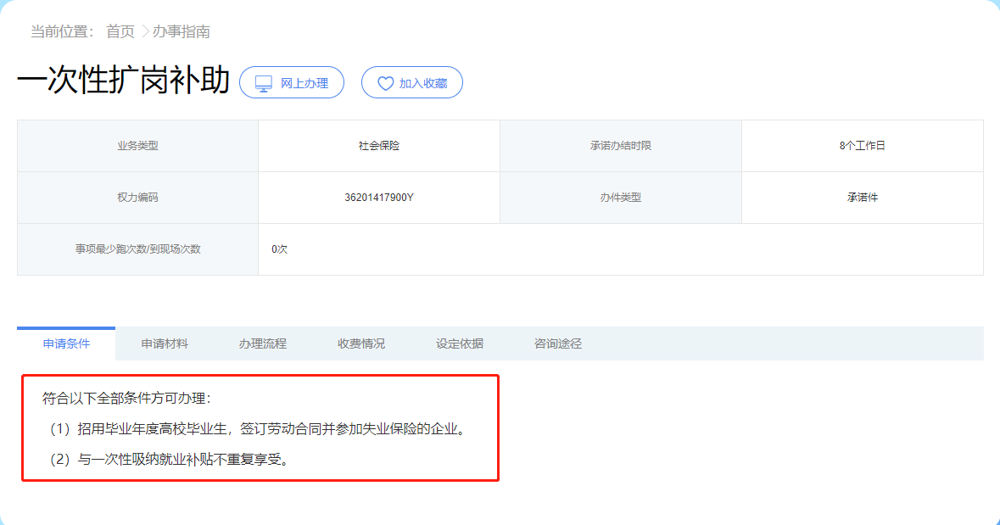 当前位置： 首页 >办事指南
一次性扩岗补助 网上办理 加入收藏
业务类型 社会保险 承诺办结时限 8个工作日
权力编码 36201417900Y 办件类型 承诺件
事项最少跑次数/到现场次数 0次
申请条件 申请材料 办理流程 收费情况 设定依据 咨询途径
符合以下全部条件方可办理：
（1）招用毕业年度高校毕业生，签订劳动合同并参加失业保险的企业。
（2）与一次性吸纳就业补贴不重复享受。